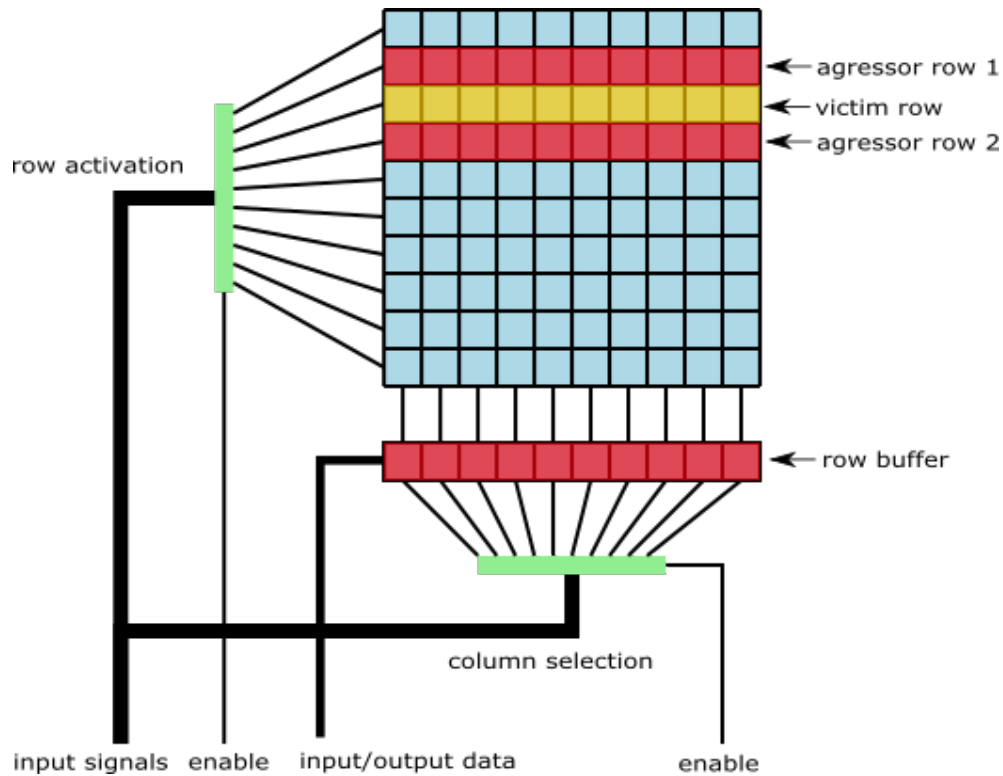 agressor row 1
victim row
agressor row 2
row activation
row buffer
column selection
input signals
enable
input/output data
enable